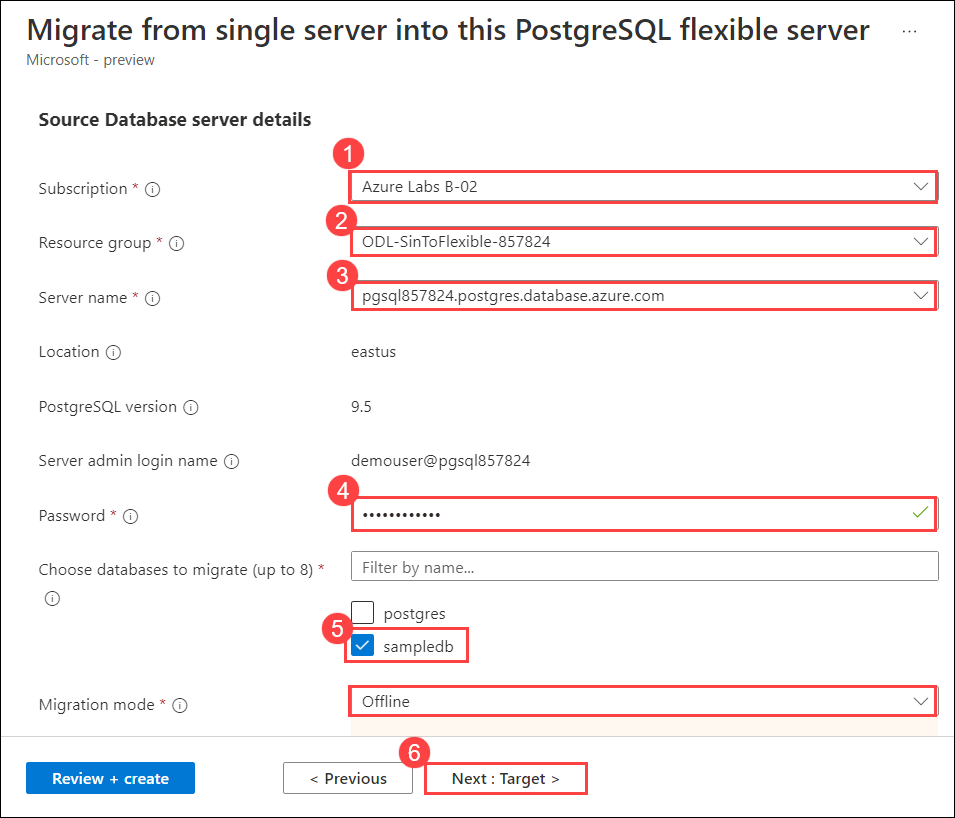 Migrate from single server into this PostgreSQL flexible server ...
Microsoft - preview
Source Database server details
1
Subscription *
Azure Labs B-02
2
Resource group *
ODL-SinToFlexible-857824
3
Server name *
pgsql857824.postgres.database.azure.com
Location
eastus
PostgreSQL version
9.5
Server admin login name
demouser@pgsql857824
4
Password *
••••••••••••
Choose databases to migrate (up to 8) *
Filter by name...
postgres
5
sampledb
Migration mode *
Offline
6
Review + create
< Previous
Next : Target >